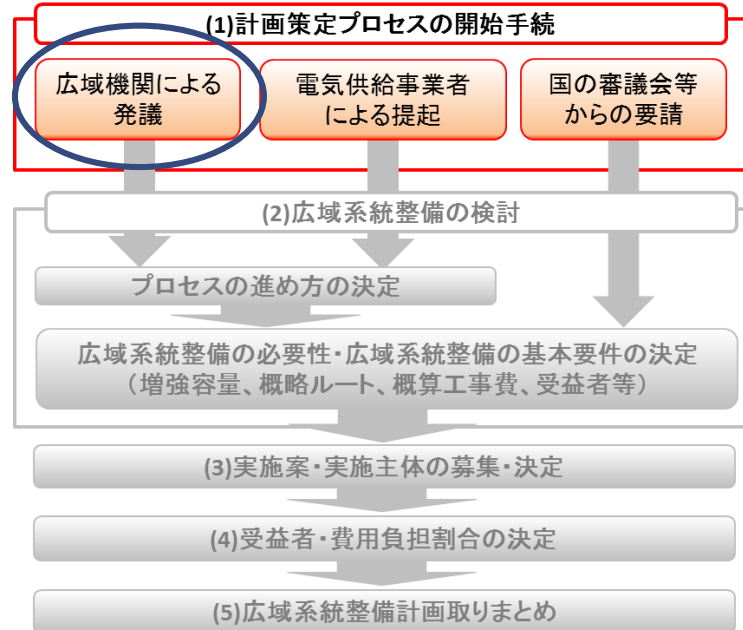 (1)計画策定プロセスの開始手続
広域機関による
発議
電気供給事業者
による提起
国の審議会等
からの要請
(2)広域系統整備の検討
プロセスの進め方の決定
広域系統整備の必要性・広域系統整備の基本要件の決定
（増強容量、概略ルート、概算工事費、受益者等）
(3)実施案・実施主体の募集・決定
(4)受益者・費用負担割合の決定
(5)広域系統整備計画取りまとめ